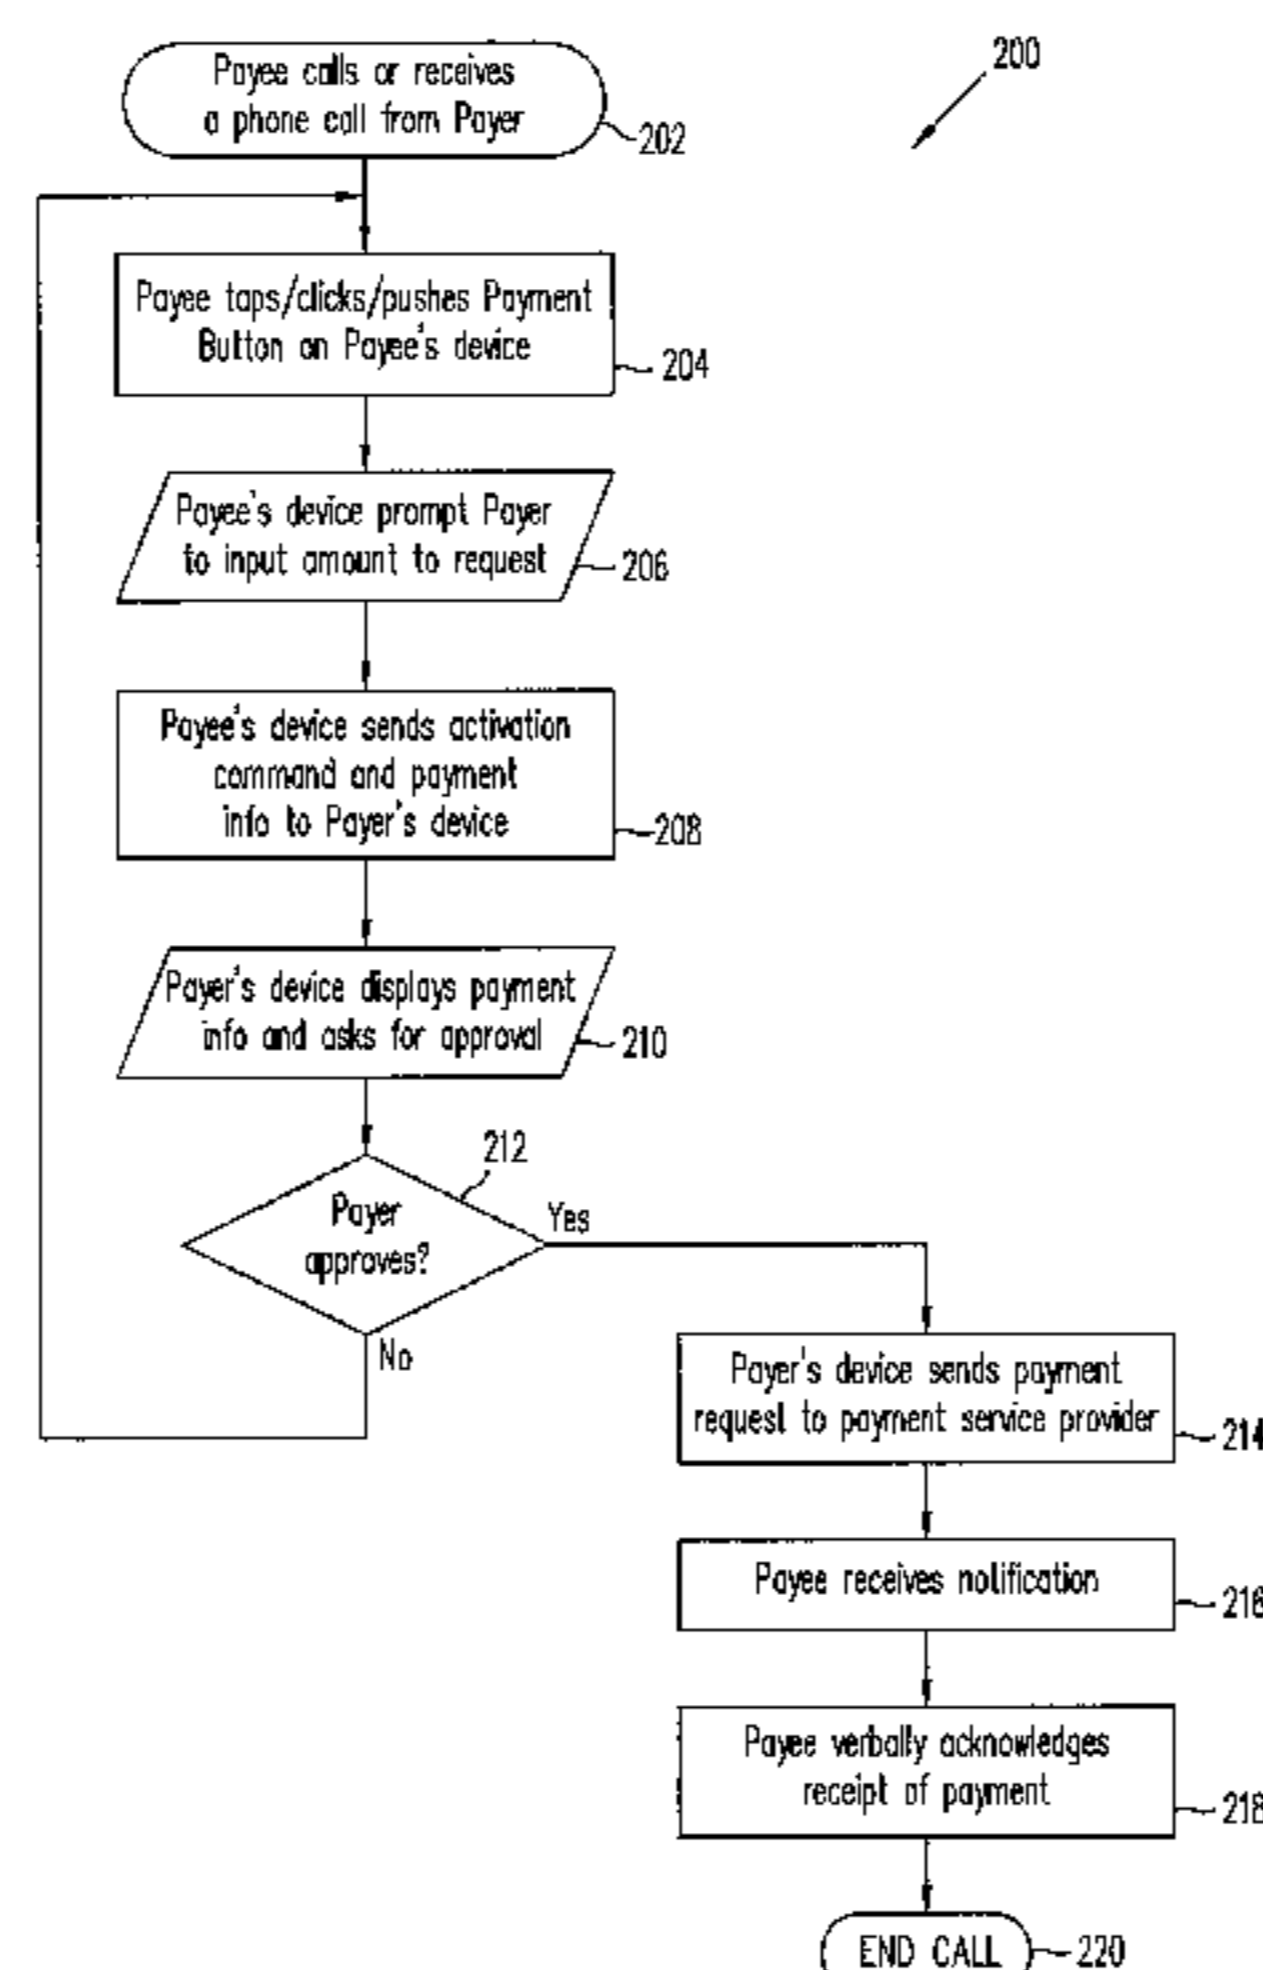 Payee calls or receives
a phone call from Payer
202
200
Payee taps/clicks/pushes Payment
Button on Payee's device
204
Payee's device prompt Payer
to input amount to request
206
Payee's device sends activation
command and payment
info to Payer's device
208
Payer's device displays payment
info and asks for approval
210
212
Payer
approves?
Yes
No
Payer's device sends payment
request to payment service provider
214
Payee receives notification
216
Payee verbally acknowledges
receipt of payment
218
END CALL
220